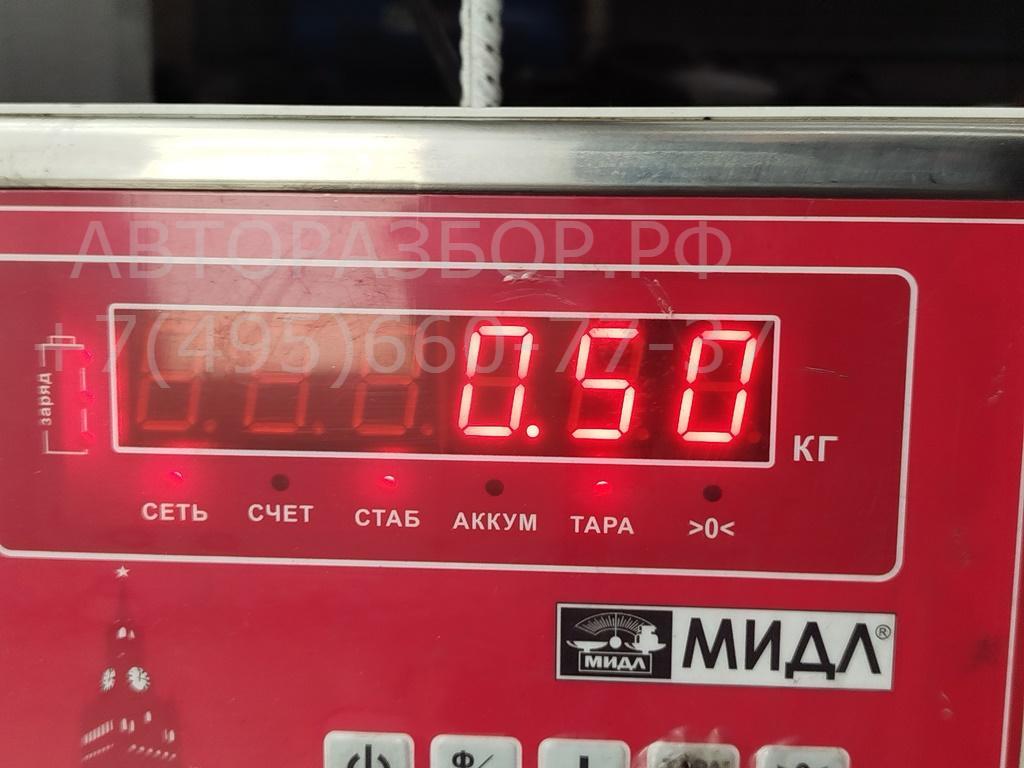 АВТОРАЗБОР.РФ
+7(495)660-77-37
заряд
0.50
КГ
СЕТЬ СЧЕТ СТАБ АККУМ ТАРА >0<
МИДЛ МИДЛ®